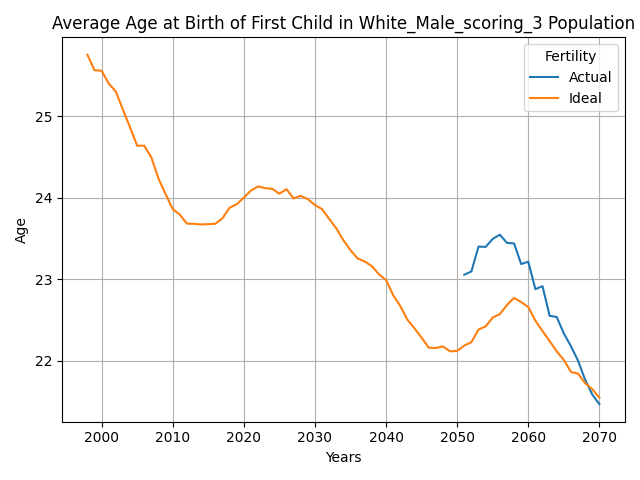 Average Age at Birth of First Child in White_Male_scoring_3 Population
Fertility
Actual
Ideal
25
24
23
22
Age
2000 2010 2020 2030 2040 2050 2060 2070
Years